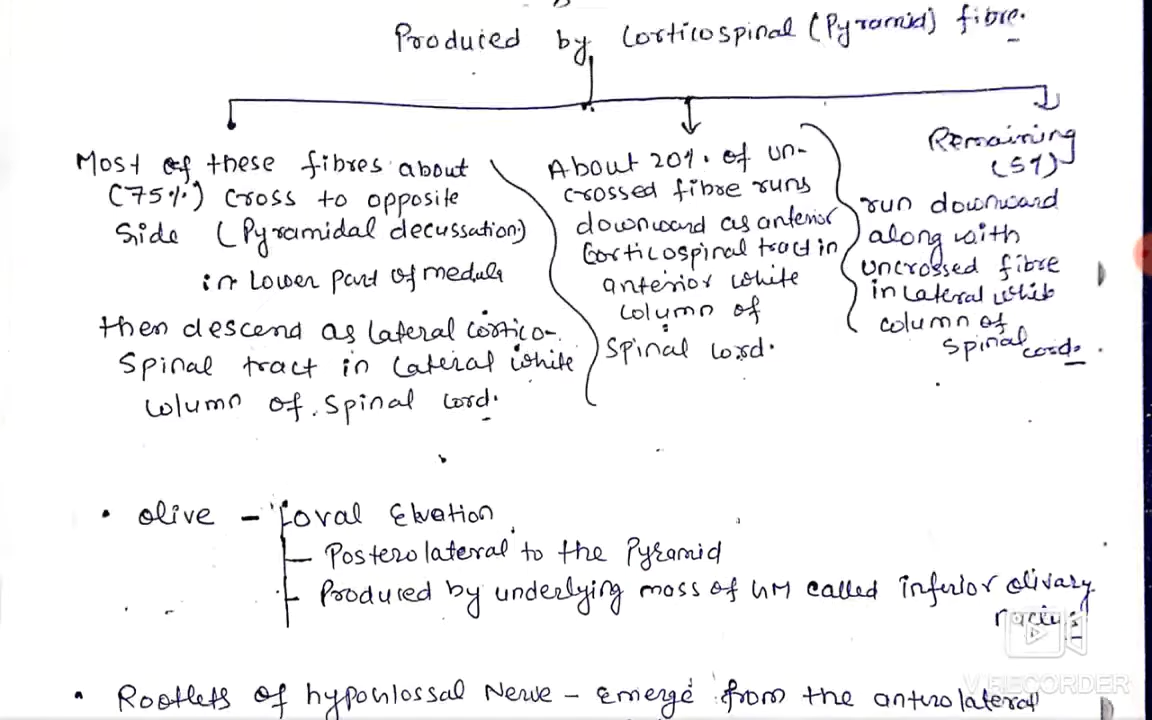 Produced by Corticospinal (Pyramid) fibre.
Most of these fibres about
(75%) cross to opposite
side (Pyramidal decussation)
in Lower part of medula
then descend as lateral cortico-
spinal tract in lateral white
column of spinal cord.
About 20% of un-
crossed fibre runs
downward as anterior
Corticospinal tract in
anterior white
column of
spinal cord.
Remaining
(5%)
run downward
along with
uncrossed fibre
in lateral white
column of
spinal cord.
• Olive - oval Elvation
- Posterolateral to the Pyramid
- Produced by underlying mass of GM called inferior olivary
• Rootlets of hypoglossal Nerve - Emerge from the anterolateral
V RECORDER